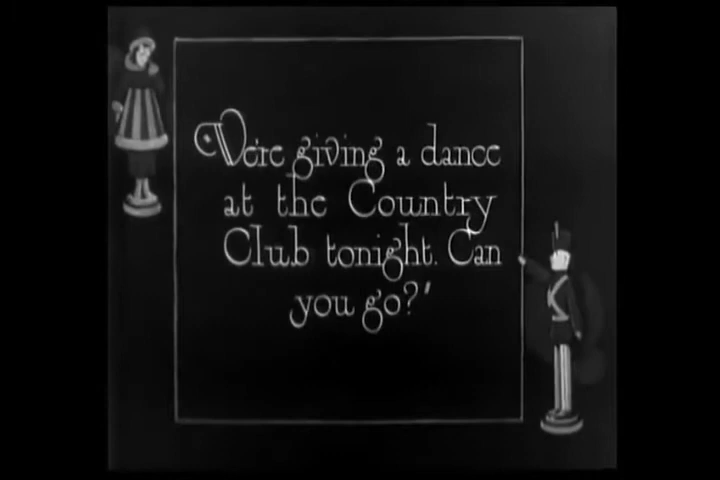 "We're giving a dance
at the Country
Club tonight. Can
you go?"